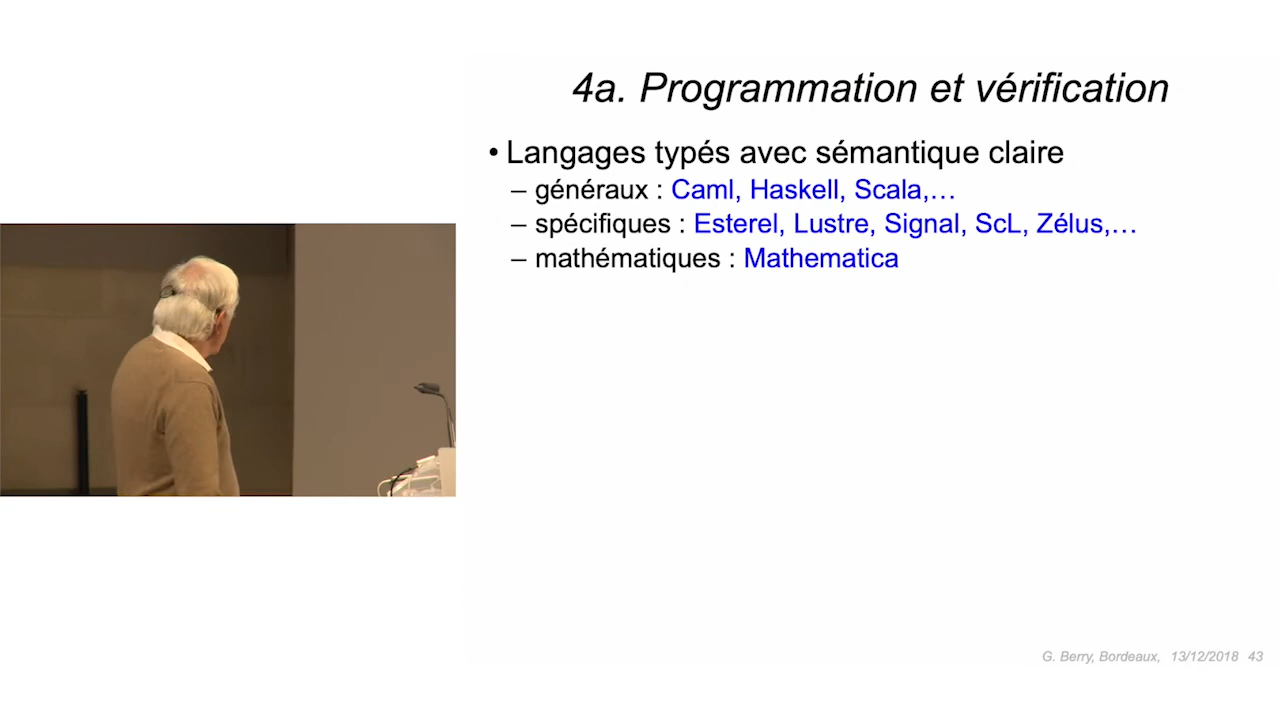 4a. Programmation et vérification
• Langages typés avec sémantique claire
– généraux : Caml, Haskell, Scala,…
– spécifiques : Esterel, Lustre, Signal, ScL, Zélus,…
– mathématiques : Mathematica
G. Berry, Bordeaux, 13/12/2018 43